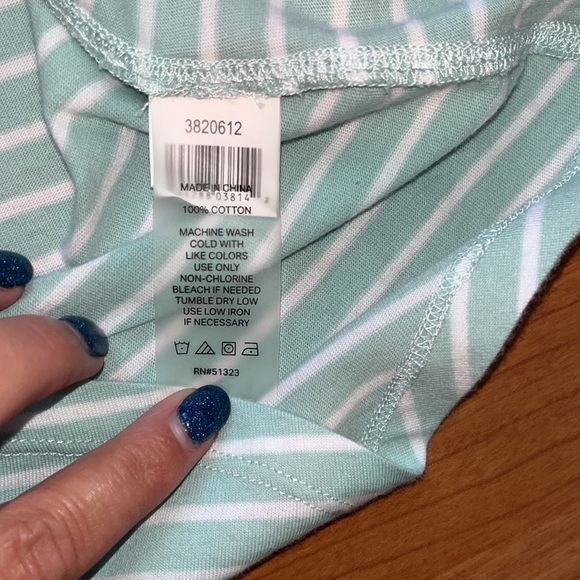 3820612
MADE IN CHINA
03814
100% COTTON
MACHINE WASH
COLD WITH
LIKE COLORS
USE ONLY
NON-CHLORINE
BLEACH IF NEEDED
TUMBLE DRY LOW
USE LOW IRON
IF NECESSARY
RN#51323